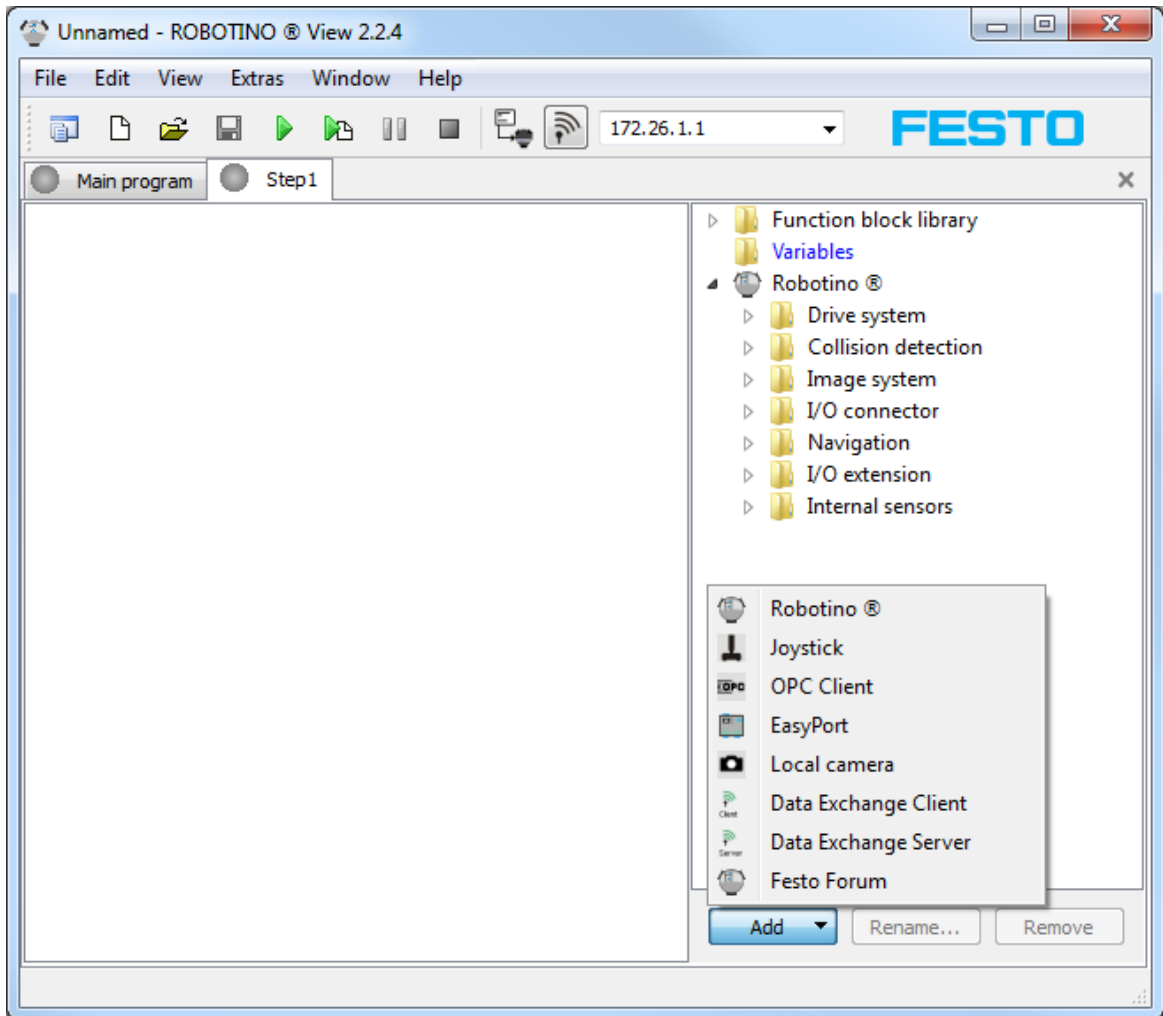 Unnamed - ROBOTINO ® View 2.2.4
File Edit View Extras Window Help
172.26.1.1
FESTO
Main program Step1
Function block library
Variables
Robotino ®
Drive system
Collision detection
Image system
I/O connector
Navigation
I/O extension
Internal sensors
Robotino ®
Joystick
OPC OPC Client
EasyPort
Local camera
Client Data Exchange Client
Server Data Exchange Server
Festo Forum
Add Rename... Remove